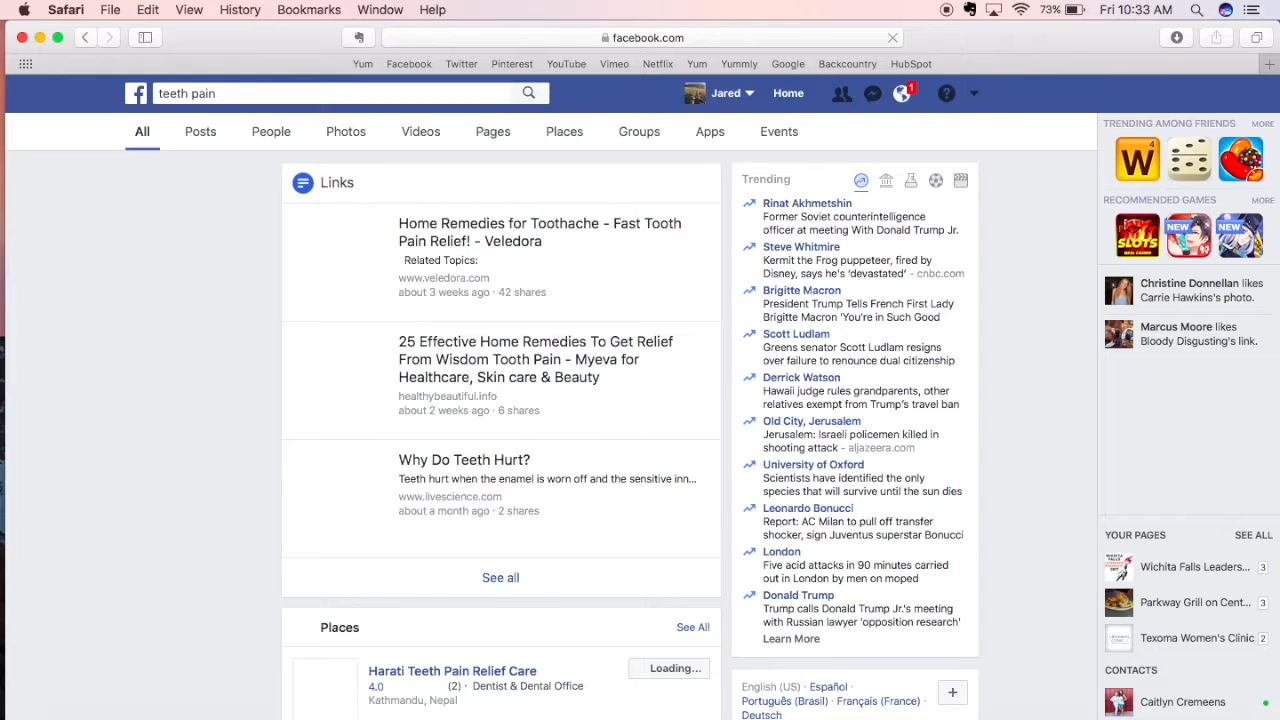 Safari File Edit View History Bookmarks Window Help 73% Fri 10:33 AM
facebook.com
Yum Facebook Twitter Pinterest YouTube Vimeo Netflix Yum Yummly Google Backcountry HubSpot
teeth pain
Jared Home 1
All Posts People Photos Videos Pages Places Groups Apps Events
Links
Home Remedies for Toothache - Fast Tooth
Pain Relief! - Veledora
Related Topics:
www.veledora.com
about 3 weeks ago · 42 shares
25 Effective Home Remedies To Get Relief
From Wisdom Tooth Pain - Myeva for
Healthcare, Skin care & Beauty
healthybeautiful.info
about 2 weeks ago · 6 shares
Why Do Teeth Hurt?
Teeth hurt when the enamel is worn off and the sensitive inn...
www.livescience.com
about a month ago · 2 shares
See all
Places See All
Harati Teeth Pain Relief Care
4.0 (2) · Dentist & Dental Office
Kathmandu, Nepal
Loading...
Trending
Rinat Akhmetshin
Former Soviet counterintelligence
officer at meeting With Donald Trump Jr.
Steve Whitmire
Kermit the Frog puppeteer, fired by
Disney, says he's ‘devastated’ - cnbc.com
Brigitte Macron
President Trump Tells French First Lady
Brigitte Macron 'You're in Such Good
Scott Ludlam
Greens senator Scott Ludlam resigns
over failure to renounce dual citizenship
Derrick Watson
Hawaii judge rules grandparents, other
relatives exempt from Trump's travel ban
Old City, Jerusalem
Jerusalem: Israeli policemen killed in
shooting attack - aljazeera.com
University of Oxford
Scientists have identified the only
species that will survive until the sun dies
Leonardo Bonucci
Report: AC Milan to pull off transfer
shocker, sign Juventus superstar Bonucci
London
Five acid attacks in 90 minutes carried
out in London by men on moped
Donald Trump
Trump calls Donald Trump Jr.'s meeting
with Russian lawyer 'opposition research'
Learn More
English (US) · Español ·
Português (Brasil) · Français (France) ·
Deutsch
TRENDING AMONG FRIENDS MORE
W 4
RECOMMENDED GAMES MORE
SLOTS
NEW
NEW
Christine Donnellan likes
Carrie Hawkins's photo.
Marcus Moore likes
Bloody Disgusting's link.
YOUR PAGES SEE ALL
Wichita Falls Leaders... 3
Parkway Grill on Cent... 3
Texoma Women's Clinic 2
CONTACTS
Caitlyn Cremeens